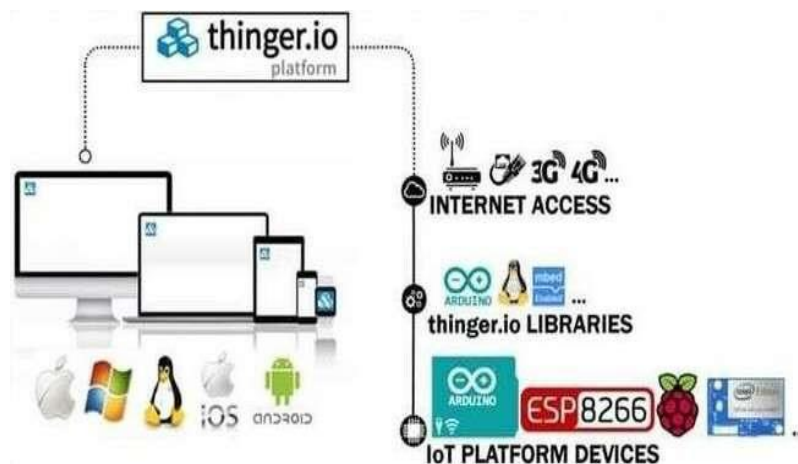 thinger.io
platform
3G 4G...
INTERNET ACCESS
ARDUINO
mbed
Enabled
...
thinger.io LIBRARIES
iOS
ANDROID
ARDUINO
ESP8266
...
IoT PLATFORM DEVICES